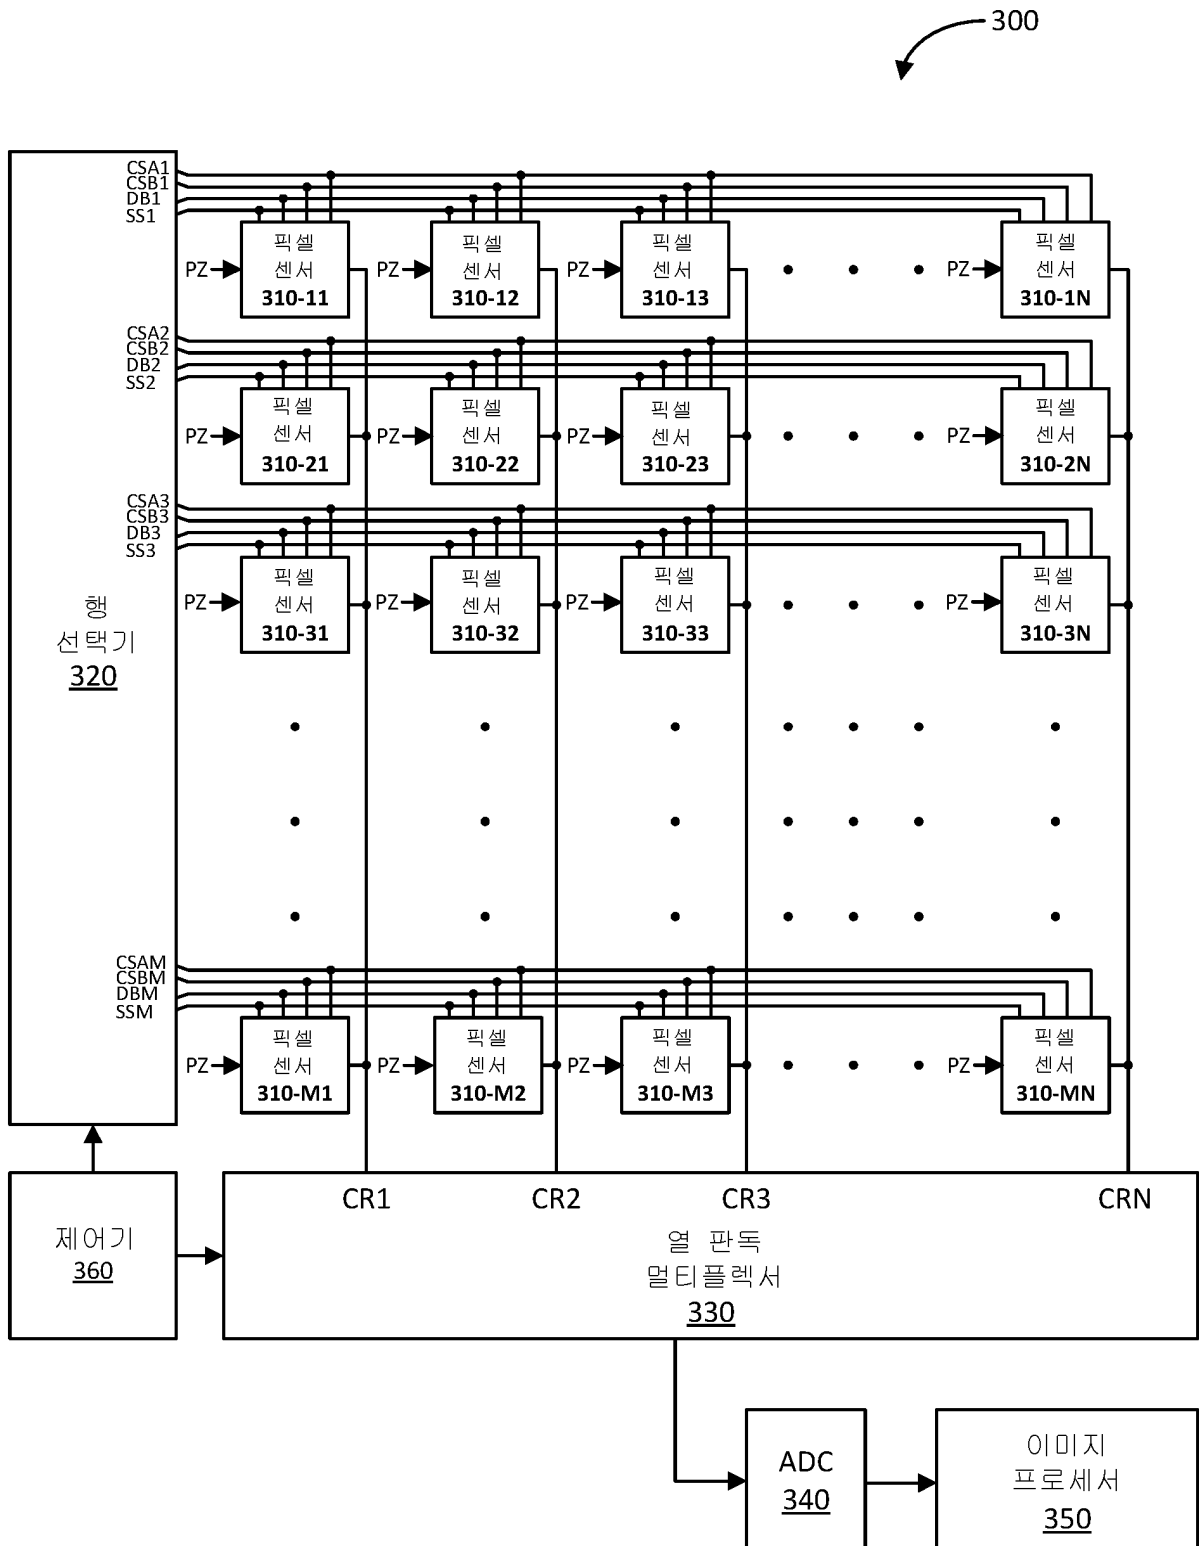 300
CSA1
CSB1
DB1
SS1
픽셀
센서
310-11
픽셀
센서
310-12
픽셀
센서
310-13
픽셀
센서
310-1N
PZ
PZ
PZ
PZ
CSA2
CSB2
DB2
SS2
픽셀
센서
310-21
픽셀
센서
310-22
픽셀
센서
310-23
픽셀
센서
310-2N
PZ
PZ
PZ
PZ
CSA3
CSB3
DB3
SS3
픽셀
센서
310-31
픽셀
센서
310-32
픽셀
센서
310-33
픽셀
센서
310-3N
PZ
PZ
PZ
PZ
행
선택기
320
CSAM
CSBM
DBM
SSM
픽셀
센서
310-M1
픽셀
센서
310-M2
픽셀
센서
310-M3
픽셀
센서
310-MN
PZ
PZ
PZ
PZ
제어기
360
CR1
CR2
CR3
CRN
열 판독
멀티플렉서
330
ADC
340
이미지
프로세서
350